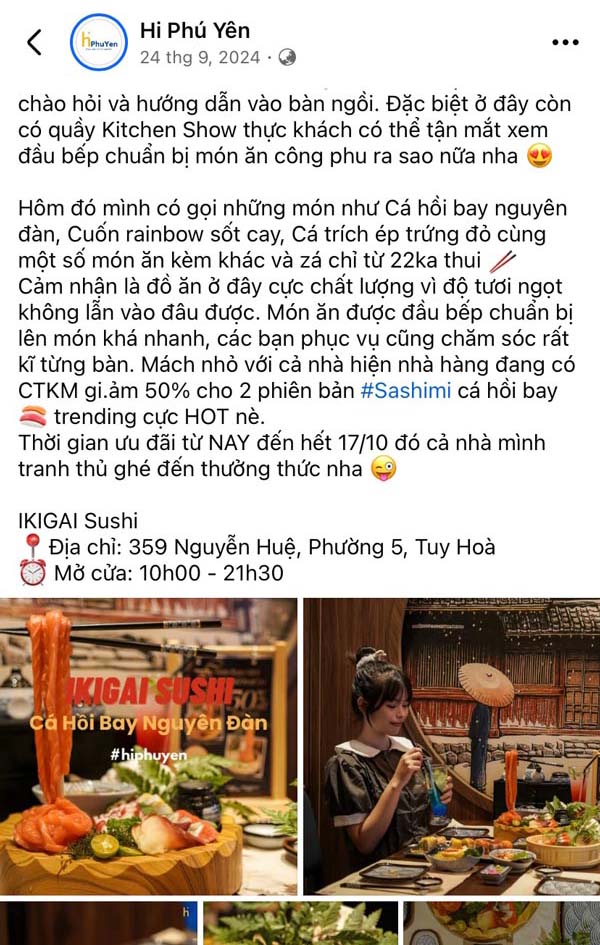 hi PhuYen
Hi Phú Yên
24 thg 9, 2024
chào hỏi và hướng dẫn vào bàn ngồi. Đặc biệt ở đây còn
có quầy Kitchen Show thực khách có thể tận mắt xem
đầu bếp chuẩn bị món ăn công phu ra sao nữa nha 😍
Hôm đó mình có gọi những món như Cá hồi bay nguyên
đàn, Cuốn rainbow sốt cay, Cá trích ép trứng đỏ cùng
một số món ăn kèm khác và zá chỉ từ 22ka thui 🥢
Cảm nhận là đồ ăn ở đây cực chất lượng vì độ tươi ngọt
không lẫn vào đâu được. Món ăn được đầu bếp chuẩn bị
lên món khá nhanh, các bạn phục vụ cũng chăm sóc rất
kĩ từng bàn. Mách nhỏ với cả nhà hiện nhà hàng đang có
CTKM gi.ảm 50% cho 2 phiên bản #Sashimi cá hồi bay
🍣 trending cực HOT nè.
Thời gian ưu đãi từ NAY đến hết 17/10 đó cả nhà mình
tranh thủ ghé đến thưởng thức nha 😜
IKIGAI Sushi
📍 Địa chỉ: 359 Nguyễn Huệ, Phường 5, Tuy Hoà
⏰ Mở cửa: 10h00 - 21h30
IKIGAI SUSHI
Cá Hồi Bay Nguyên Đàn
#hiphuyen